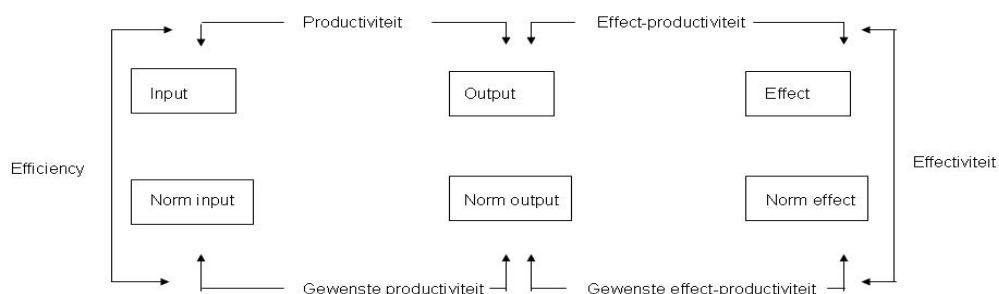 Productiviteit
Effect-productiviteit
Input
Output
Effect
Efficiency
Effectiviteit
Norm input
Norm output
Norm effect
Gewenste productiviteit
Gewenste effect-productiviteit